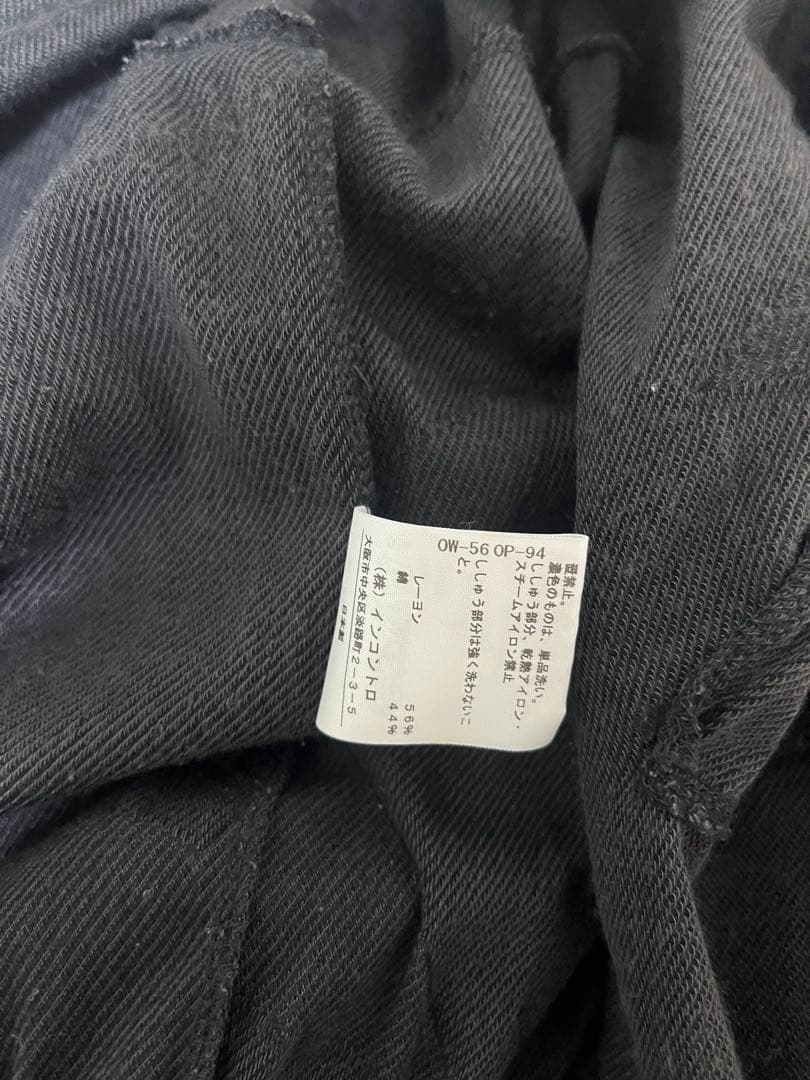 OW-56 OP-94
醛禁止。
濃色のものは、単品洗い。
ししゅう部分、乾熱アイロン・
スチームアイロン禁止
ししゅう部分は強く洗わないこ
と。
レーヨン 56%
綿 44%
(株)インコントロ
大阪市中央区淡路町2-3-5
日本製